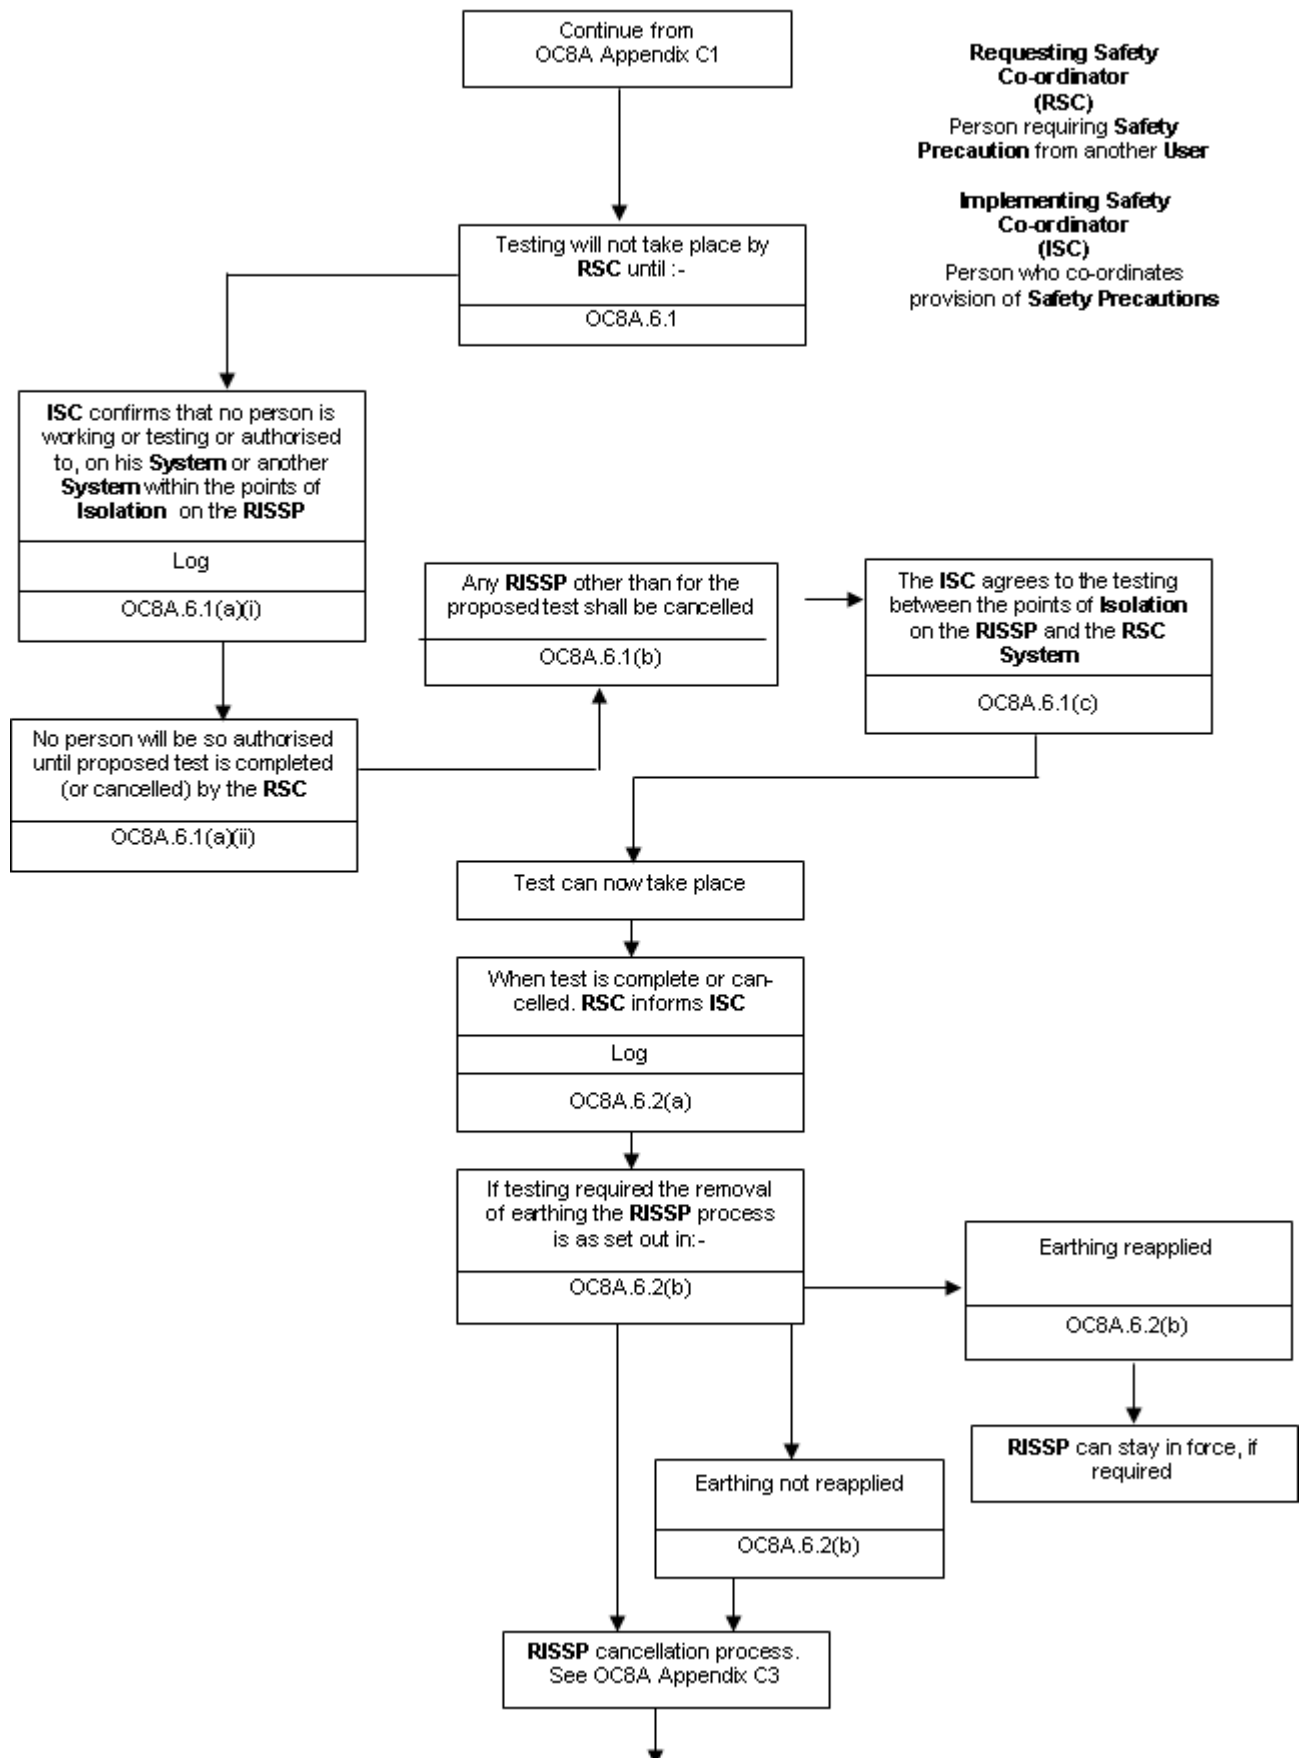 Continue from
OC8A Appendix C1
Requesting Safety
Co-ordinator
(RSC)
Person requiring Safety
Precaution from another User
Implementing Safety
Co-ordinator
(ISC)
Person who co-ordinates
provision of Safety Precautions
Testing will not take place by
RSC until :-
OC8A.6.1
ISC confirms that no person is
working or testing or authorised
to, on his System or another
System within the points of
Isolation on the RISSP
Log
OC8A.6.1(a)(i)
No person will be so authorised
until proposed test is completed
(or cancelled) by the RSC
OC8A.6.1(a)(ii)
Any RISSP other than for the
proposed test shall be cancelled
OC8A.6.1(b)
The ISC agrees to the testing
between the points of Isolation
on the RISSP and the RSC
System
OC8A.6.1(c)
Test can now take place
When test is complete or can-
celled. RSC informs ISC
Log
OC8A.6.2(a)
If testing required the removal
of earthing the RISSP process
is as set out in:-
OC8A.6.2(b)
Earthing reapplied
OC8A.6.2(b)
RISSP can stay in force, if
required
Earthing not reapplied
OC8A.6.2(b)
RISSP cancellation process.
See OC8A Appendix C3